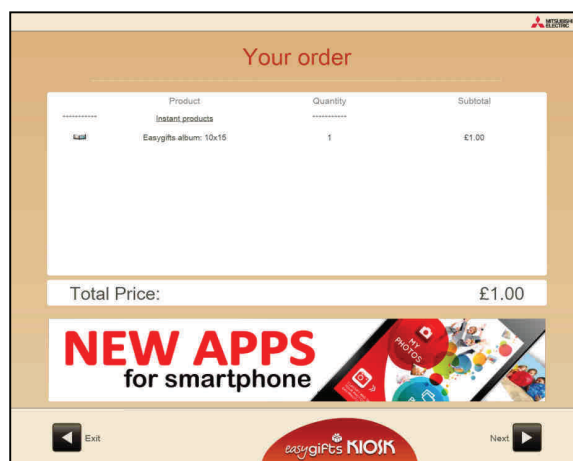 MITSUBISHI
ELECTRIC
Your order
Product Quantity Subtotal
----------- Instant products -----------
Easygifts album: 10x15 1 £1.00
Total Price: £1.00
NEW APPS
for smartphone
MY
PHOTOS
Exit
easygifts KIOSK
Next